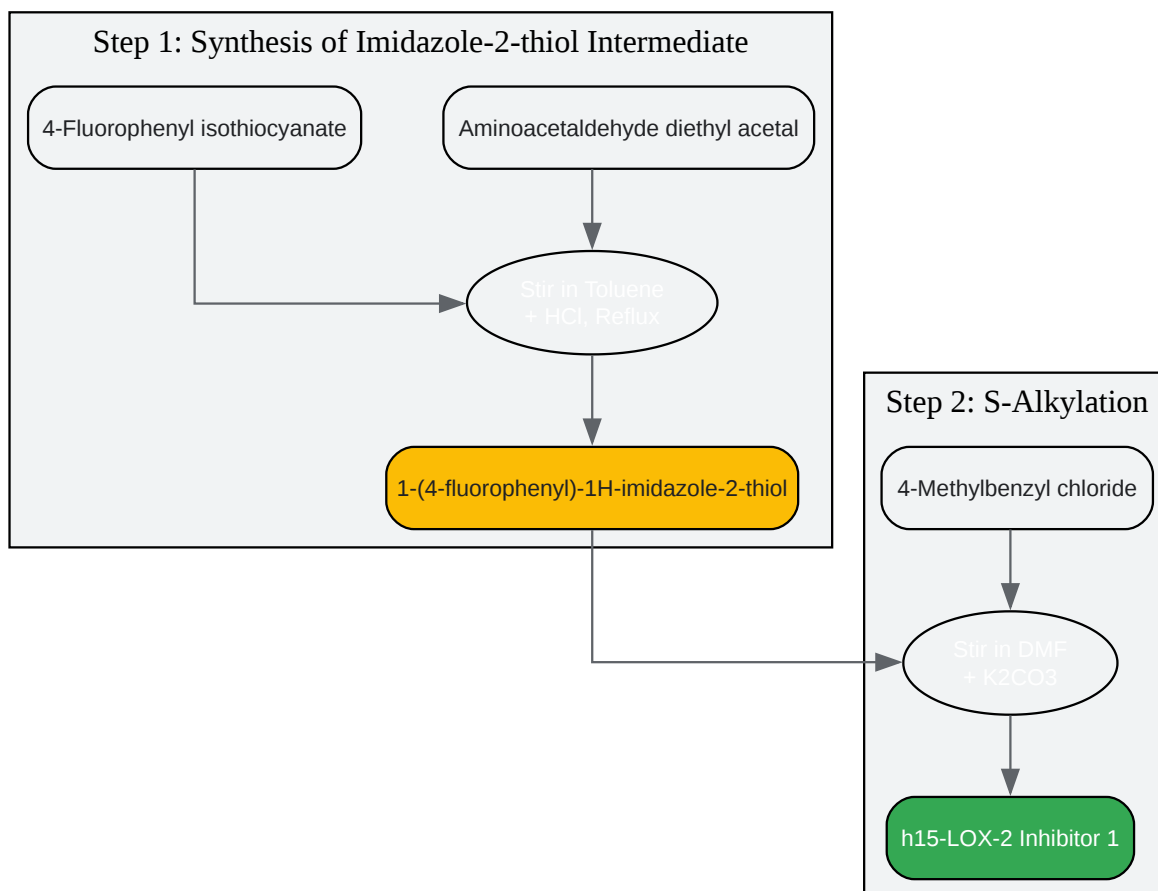 Step 1: Synthesis of Imidazole-2-thiol Intermediate
4-Fluorophenyl isothiocyanate
Aminoacetaldehyde diethyl acetal
Stir in Toluene
+ HCl, Reflux
1-(4-fluorophenyl)-1H-imidazole-2-thiol
Step 2: S-Alkylation
4-Methylbenzyl chloride
Stir in DMF
+ K2CO3
h15-LOX-2 Inhibitor 1